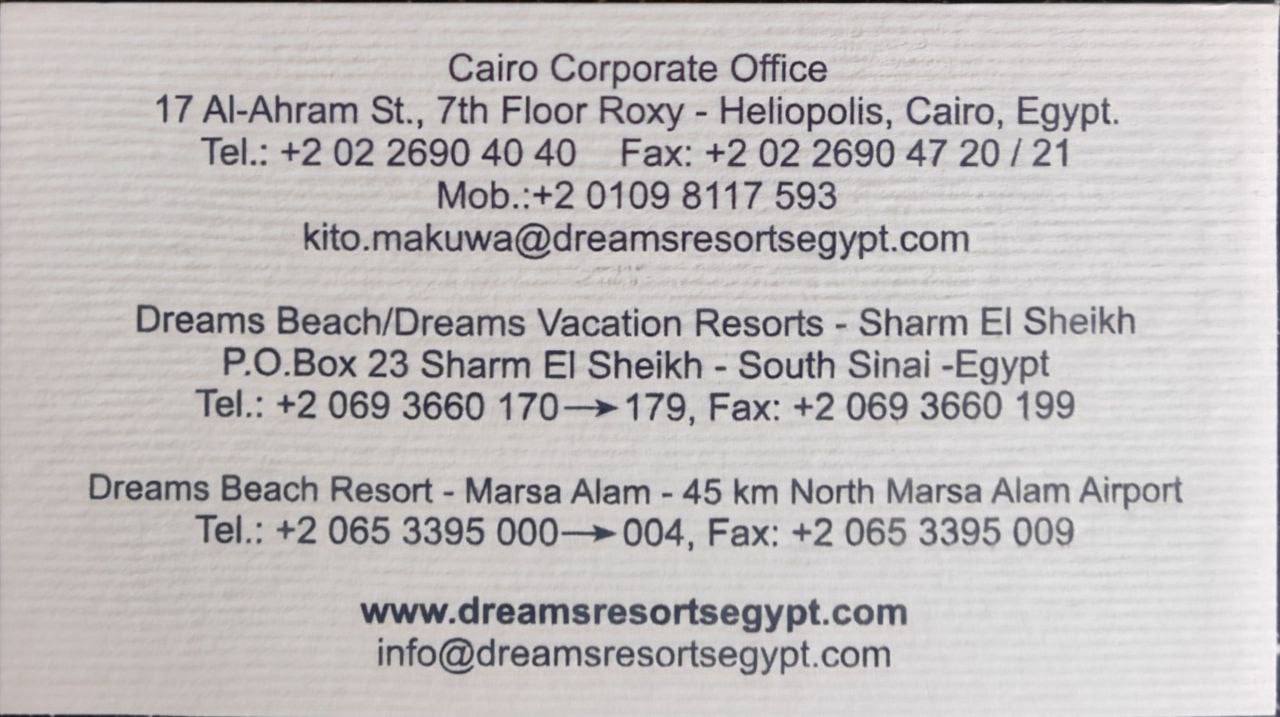 Cairo Corporate Office
17 Al-Ahram St., 7th Floor Roxy - Heliopolis, Cairo, Egypt.
Tel.: +2 02 2690 40 40 Fax: +2 02 2690 47 20 / 21
Mob.:+2 0109 8117 593
kito.makuwa@dreamsresortsegypt.com
Dreams Beach/Dreams Vacation Resorts - Sharm El Sheikh
P.O.Box 23 Sharm El Sheikh - South Sinai -Egypt
Tel.: +2 069 3660 170→179, Fax: +2 069 3660 199
Dreams Beach Resort - Marsa Alam - 45 km North Marsa Alam Airport
Tel.: +2 065 3395 000→004, Fax: +2 065 3395 009
www.dreamsresortsegypt.com
info@dreamsresortsegypt.com